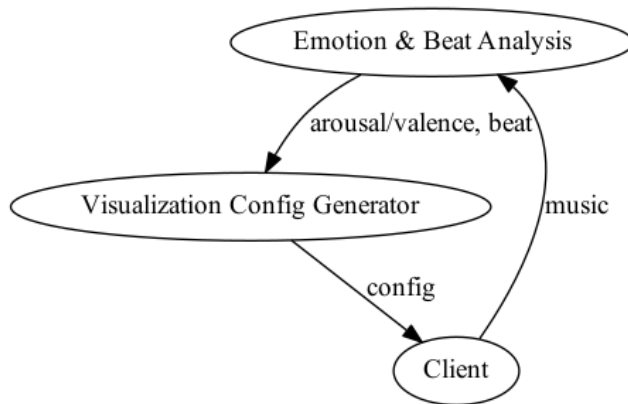 Emotion & Beat Analysis
arousal/valence, beat
Visualization Config Generator
music
config
Client